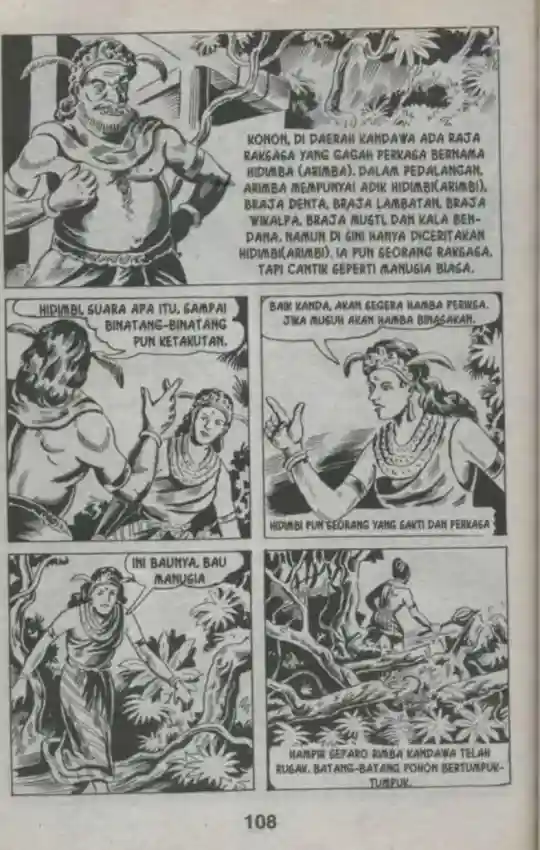 KONON, DI DAERAH KANDAWA ADA RAJA
RAKSASA YANG GAGAH PERKASA BERNAMA
HIDIMBA (ARIMBA). DALAM PEDALANGAN,
ARIMBA MEMPUNYAI ADIK HIDIMBI(ARIMBI),
BRAJA DENTA, BRAJA LAMBATAN, BRAJA
WIKALPA, BRAJA MUSTI, DAN KALA BEN-
DANA, NAMUN DI SINI HANYA DICERITAKAN
HIDIMBI(ARIMBI). IA PUN SEORANG RAKSASA,
TAPI CANTIK SEPERTI MANUSIA BIASA.
HIDIMBI, SUARA APA ITU, SAMPAI
BINATANG-BINATANG
PUN KETAKUTAN.
BAIK KANDA, AKAN SEGERA HAMBA PERIKSA.
JIKA MUSUH AKAN HAMBA BINASAKAN.
HIDIMBI PUN SEORANG YANG SAKTI DAN PERKASA
INI BAUNYA, BAU
MANUSIA
HAMPIR SEPARO RIMBA KANDAWA TELAH
RUSAK. BATANG-BATANG POHON BERTUMPUK-
TUMPUK.
108